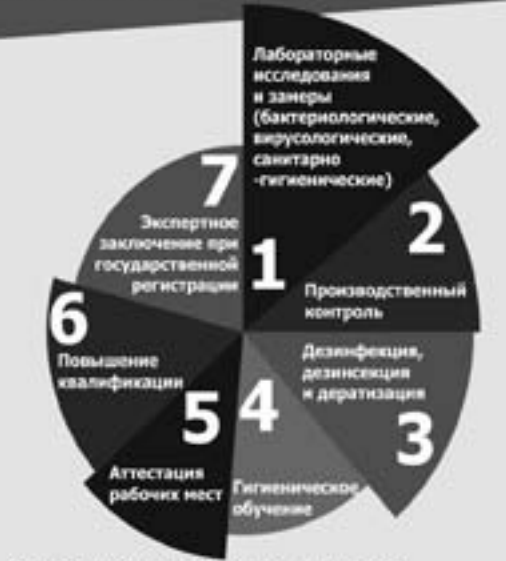 1
Лабораторные
исследования
и замеры
(бактериологические,
вирусологические,
санитарно
-гигиенические)
2
Производственный
контроль
3
Дезинфекция,
дезинсекция
и дератизация
4
Гигиеническое
обучение
5
Аттестация
рабочих мест
6
Повышение
квалификации
7
Экспертное
заключение при
государственной
регистрации